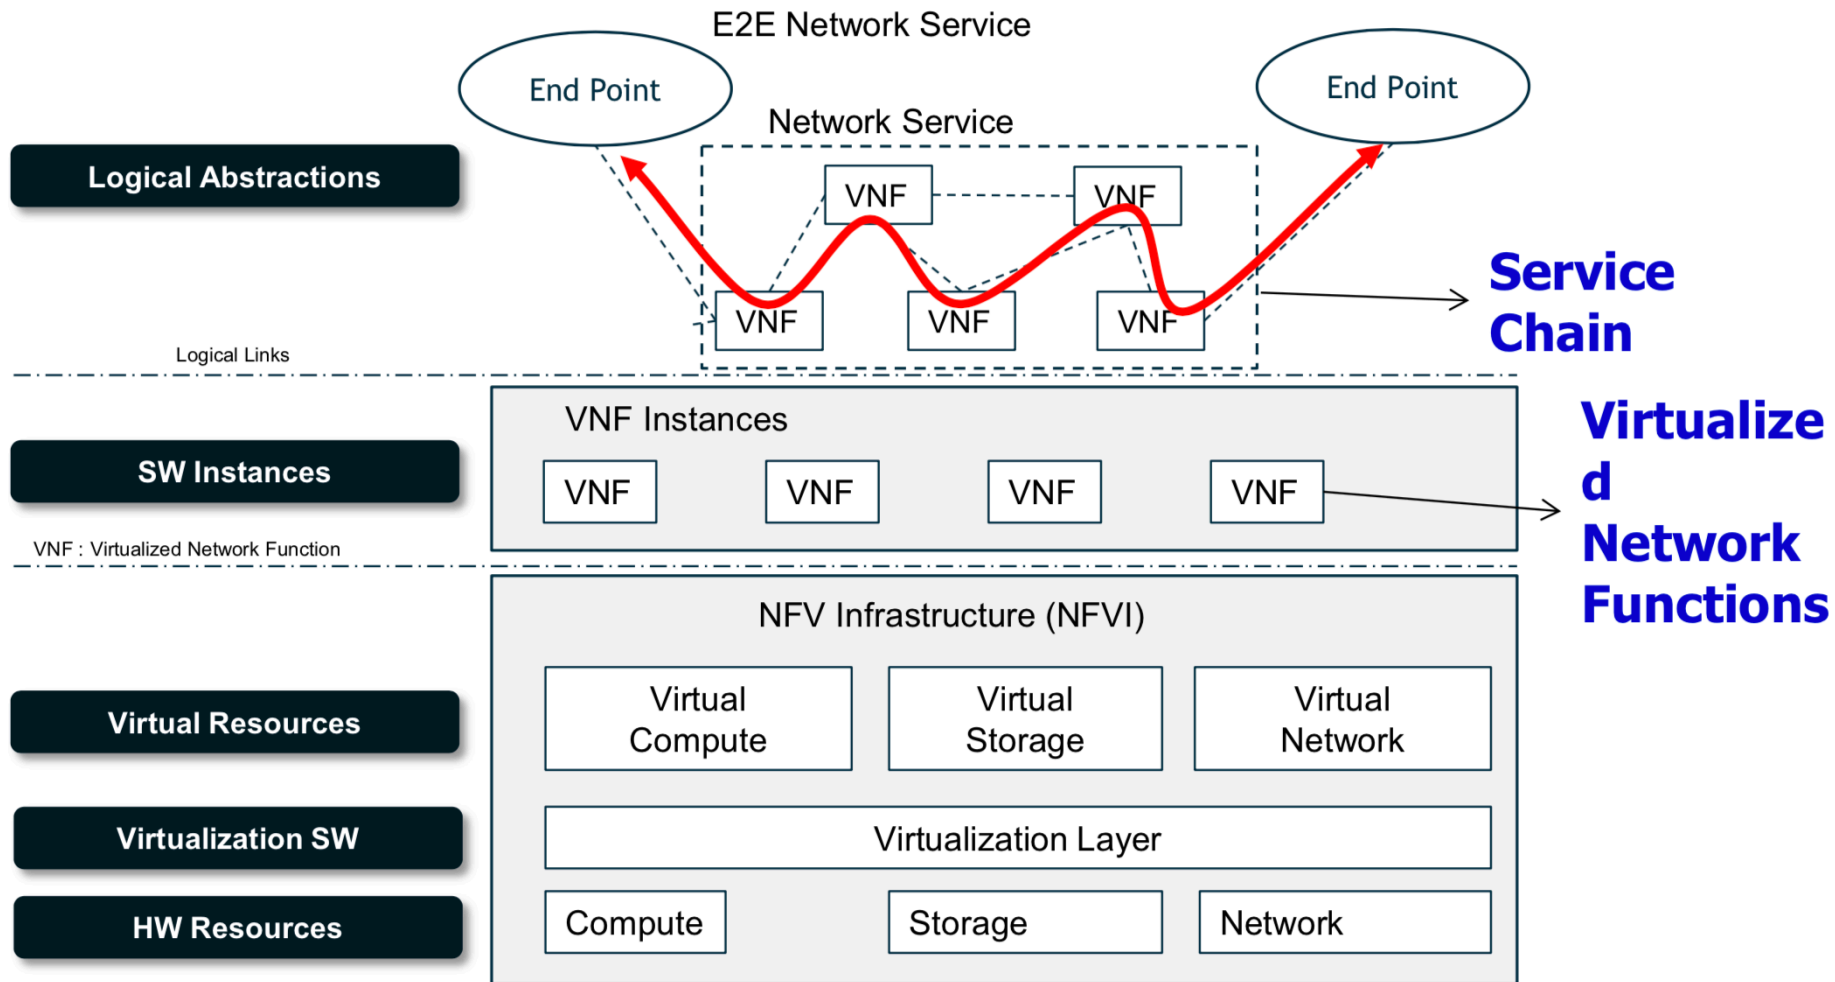 E2E Network Service
End Point
End Point
Network Service
Logical Abstractions
VNF
VNF
VNF
VNF
VNF
Service
Chain
Logical Links
VNF Instances
SW Instances
VNF
VNF
VNF
VNF
Virtualize
d
Network
Functions
VNF : Virtualized Network Function
NFV Infrastructure (NFVI)
Virtual Resources
Virtual
Compute
Virtual
Storage
Virtual
Network
Virtualization SW
Virtualization Layer
HW Resources
Compute
Storage
Network